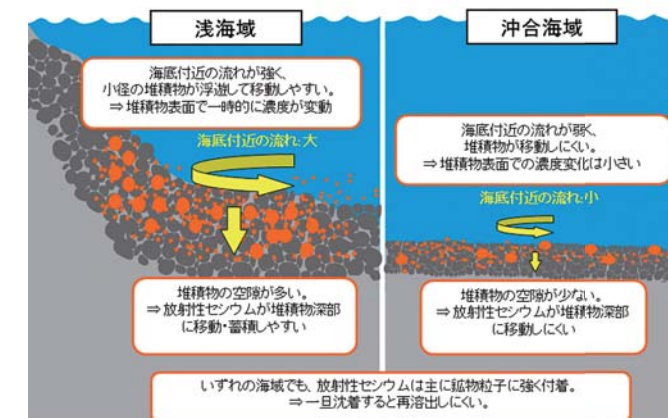 浅海域
沖合海域
海底付近の流れが強く、
小径の堆積物が浮遊して移動しやすい。
⇒ 堆積物表面で一時的に濃度が変動
海底付近の流れ:大
海底付近の流れが弱く、
堆積物が移動しにくい。
⇒ 堆積物表面での濃度変化は小さい
海底付近の流れ:小
堆積物の空隙が多い。
⇒ 放射性セシウムが堆積物深部
に移動・蓄積しやすい
堆積物の空隙が少ない。
⇒ 放射性セシウムが堆積物深部
に移動しにくい
いずれの海域でも、放射性セシウムは主に鉱物粒子に強く付着。
⇒ 一旦沈着すると再溶出しにくい。